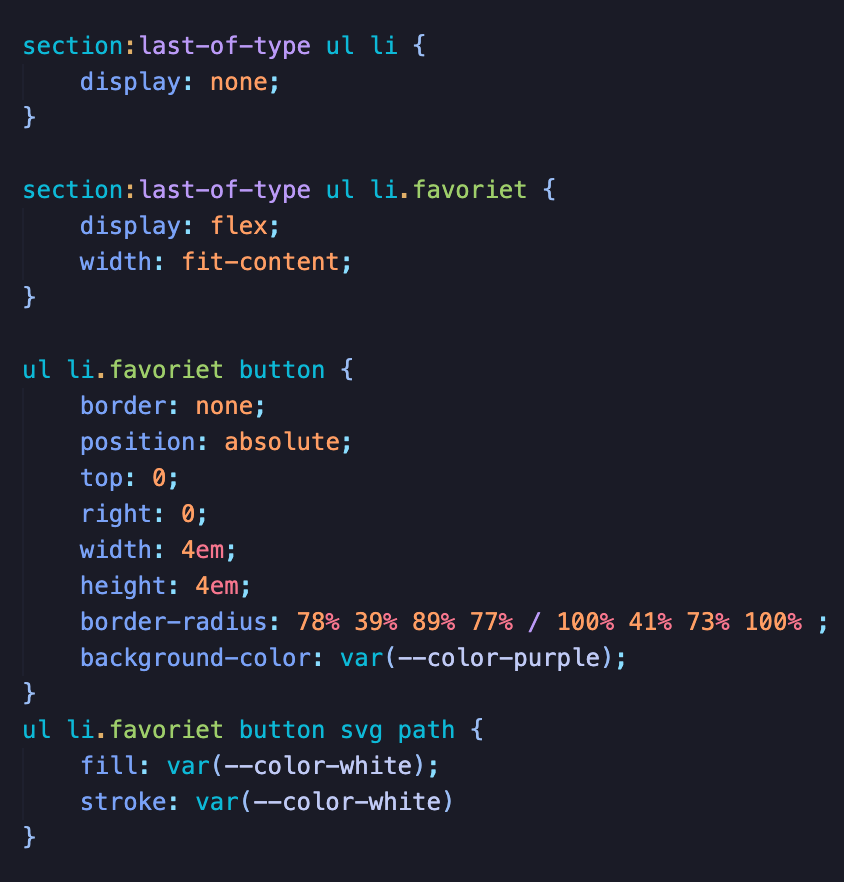 section:last-of-type ul li {
    display: none;
}

section:last-of-type ul li.favoriet {
    display: flex;
    width: fit-content;
}

ul li.favoriet button {
    border: none;
    position: absolute;
    top: 0;
    right: 0;
    width: 4em;
    height: 4em;
    border-radius: 78% 39% 89% 77% / 100% 41% 73% 100% ;
    background-color: var(--color-purple);
}
ul li.favoriet button svg path {
    fill: var(--color-white);
    stroke: var(--color-white)
}